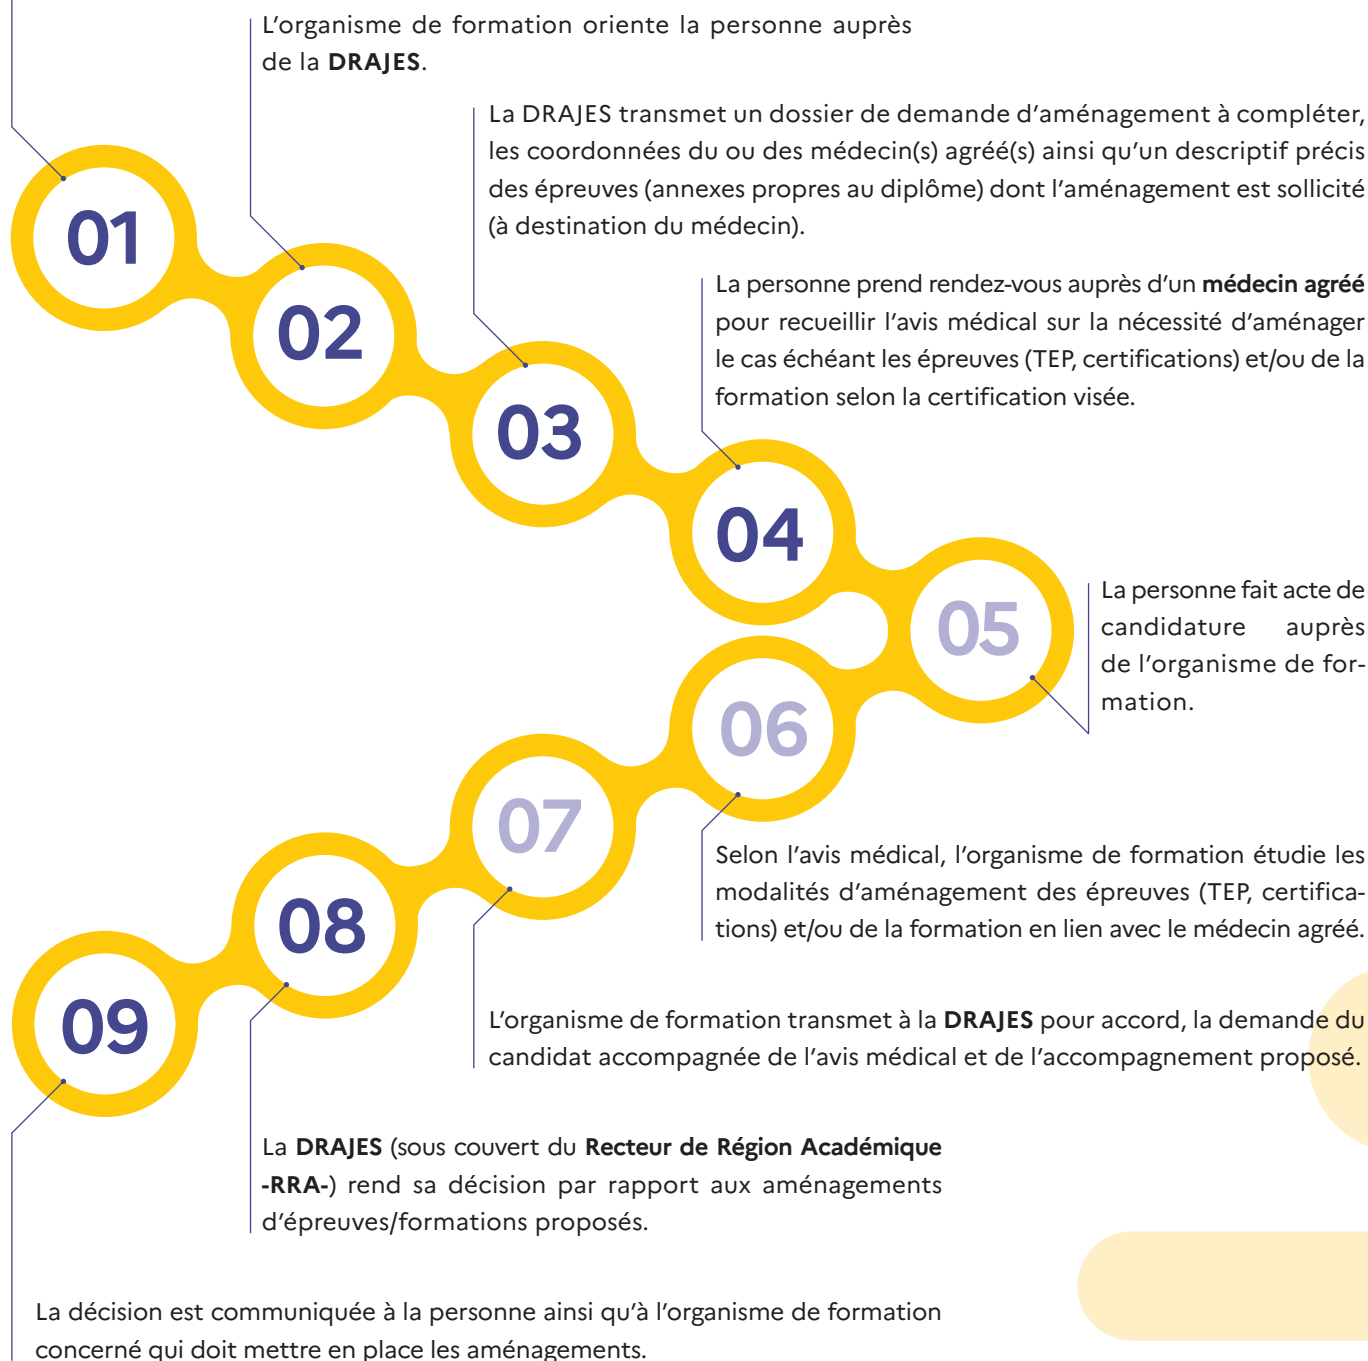 L'organisme de formation oriente la personne auprès
de la DRAJES.
La DRAJES transmet un dossier de demande d'aménagement à compléter,
les coordonnées du ou des médecin(s) agréé(s) ainsi qu'un descriptif précis
des épreuves (annexes propres au diplôme) dont l'aménagement est sollicité
(à destination du médecin).
01
La personne prend rendez-vous auprès d'un médecin agréé
pour recueillir l'avis médical sur la nécessité d'aménager
le cas échéant les épreuves (TEP, certifications) et/ou de la
formation selon la certification visée.
02
03
04
La personne fait acte de
candidature auprès
de l'organisme de for-
mation.
05
06
07
Selon l'avis médical, l'organisme de formation étudie les
modalités d'aménagement des épreuves (TEP, certifica-
tions) et/ou de la formation en lien avec le médecin agréé.
08
L'organisme de formation transmet à la DRAJES pour accord, la demande du
candidat accompagnée de l'avis médical et de l'accompagnement proposé.
09
La DRAJES (sous couvert du Recteur de Région Académique
-RRA-) rend sa décision par rapport aux aménagements
d'épreuves/formations proposés.
La décision est communiquée à la personne ainsi qu'à l'organisme de formation
concerné qui doit mettre en place les aménagements.